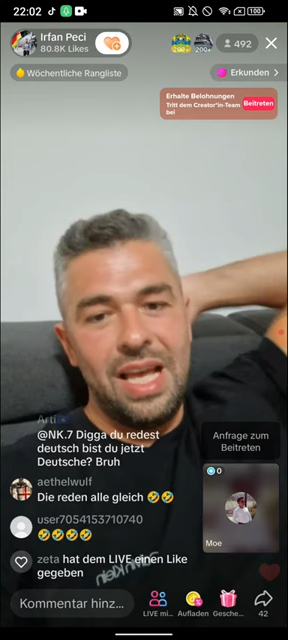 22:02
100
Irfan Peci
80.8K Likes
200+
200+
492
Wöchentliche Rangliste
Erkunden
Erhalte Belohnungen
Tritt dem Creator*in-Team
bei
Beitreten
Arti
@NK.7 Digga du redest
deutsch bist du jetzt
Deutsche? Bruh
aethelwulf
Die reden alle gleich 🤣🤣
user7054153710740
🤣🤣🤣🤣
zeta hat dem LIVE einen Like
gegeben
Anfrage zum
Beitreten
0
Moe
Kommentar hinz...
LIVE mi...
Aufladen
Gesche...
42